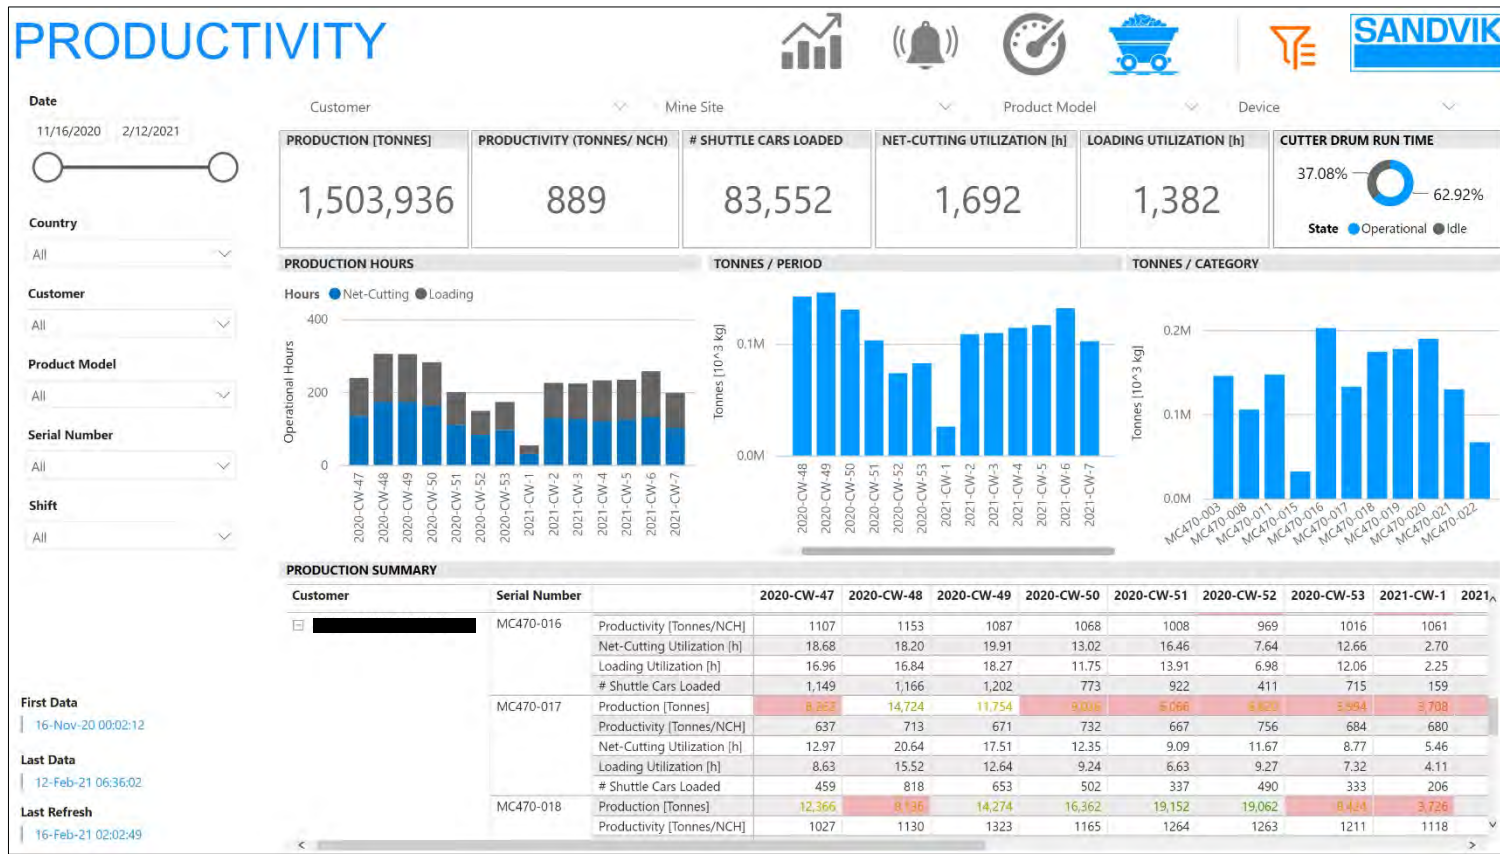 PRODUCTIVITY
SANDVIK
Date
11/16/2020 2/12/2021
Country
All
Customer
All
Product Model
All
Serial Number
All
Shift
All
First Data
16-Nov-20 00:02:12
Last Data
12-Feb-21 06:36:02
Last Refresh
16-Feb-21 02:02:49
Customer Mine Site Product Model Device
PRODUCTION [TONNES]
1,503,936
PRODUCTIVITY (TONNES/ NCH)
889
# SHUTTLE CARS LOADED
83,552
NET-CUTTING UTILIZATION [h]
1,692
LOADING UTILIZATION [h]
1,382
CUTTER DRUM RUN TIME
37.08%
62.92%
State Operational Idle
PRODUCTION HOURS
Hours Net-Cutting Loading
Operational Hours
400
200
0
2020-CW-47
2020-CW-48
2020-CW-49
2020-CW-50
2020-CW-51
2020-CW-52
2020-CW-53
2021-CW-1
2021-CW-2
2021-CW-3
2021-CW-4
2021-CW-5
2021-CW-6
2021-CW-7
TONNES / PERIOD
Tonnes [10^3 kg]
0.1M
0.0M
2020-CW-48
2020-CW-49
2020-CW-50
2020-CW-51
2020-CW-52
2020-CW-53
2021-CW-1
2021-CW-2
2021-CW-3
2021-CW-4
2021-CW-5
2021-CW-6
2021-CW-7
TONNES / CATEGORY
Tonnes [10^3 kg]
0.2M
0.1M
0.0M
MC470-003
MC470-008
MC470-011
MC470-015
MC470-016
MC470-017
MC470-018
MC470-019
MC470-020
MC470-021
MC470-022
PRODUCTION SUMMARY
Customer Serial Number 2020-CW-47 2020-CW-48 2020-CW-49 2020-CW-50 2020-CW-51 2020-CW-52 2020-CW-53 2021-CW-1 2021
MC470-016 Productivity [Tonnes/NCH] 1107 1153 1087 1068 1008 969 1016 1061
Net-Cutting Utilization [h] 18.68 18.20 19.91 13.02 16.46 7.64 12.66 2.70
Loading Utilization [h] 16.96 16.84 18.27 11.75 13.91 6.98 12.06 2.25
# Shuttle Cars Loaded 1,149 1,166 1,202 773 922 411 715 159
MC470-017 Production [Tonnes] 14,724 11,754 3,708
Productivity [Tonnes/NCH] 637 713 671 732 667 756 684 680
Net-Cutting Utilization [h] 12.97 20.64 17.51 12.35 9.09 11.67 8.77 5.46
Loading Utilization [h] 8.63 15.52 12.64 9.24 6.63 9.27 7.32 4.11
# Shuttle Cars Loaded 459 818 653 502 337 490 333 206
MC470-018 Production [Tonnes] 12,366 14,274 16,362 19,152 19,062 3,726
Productivity [Tonnes/NCH] 1027 1130 1323 1165 1264 1263 1211 1118